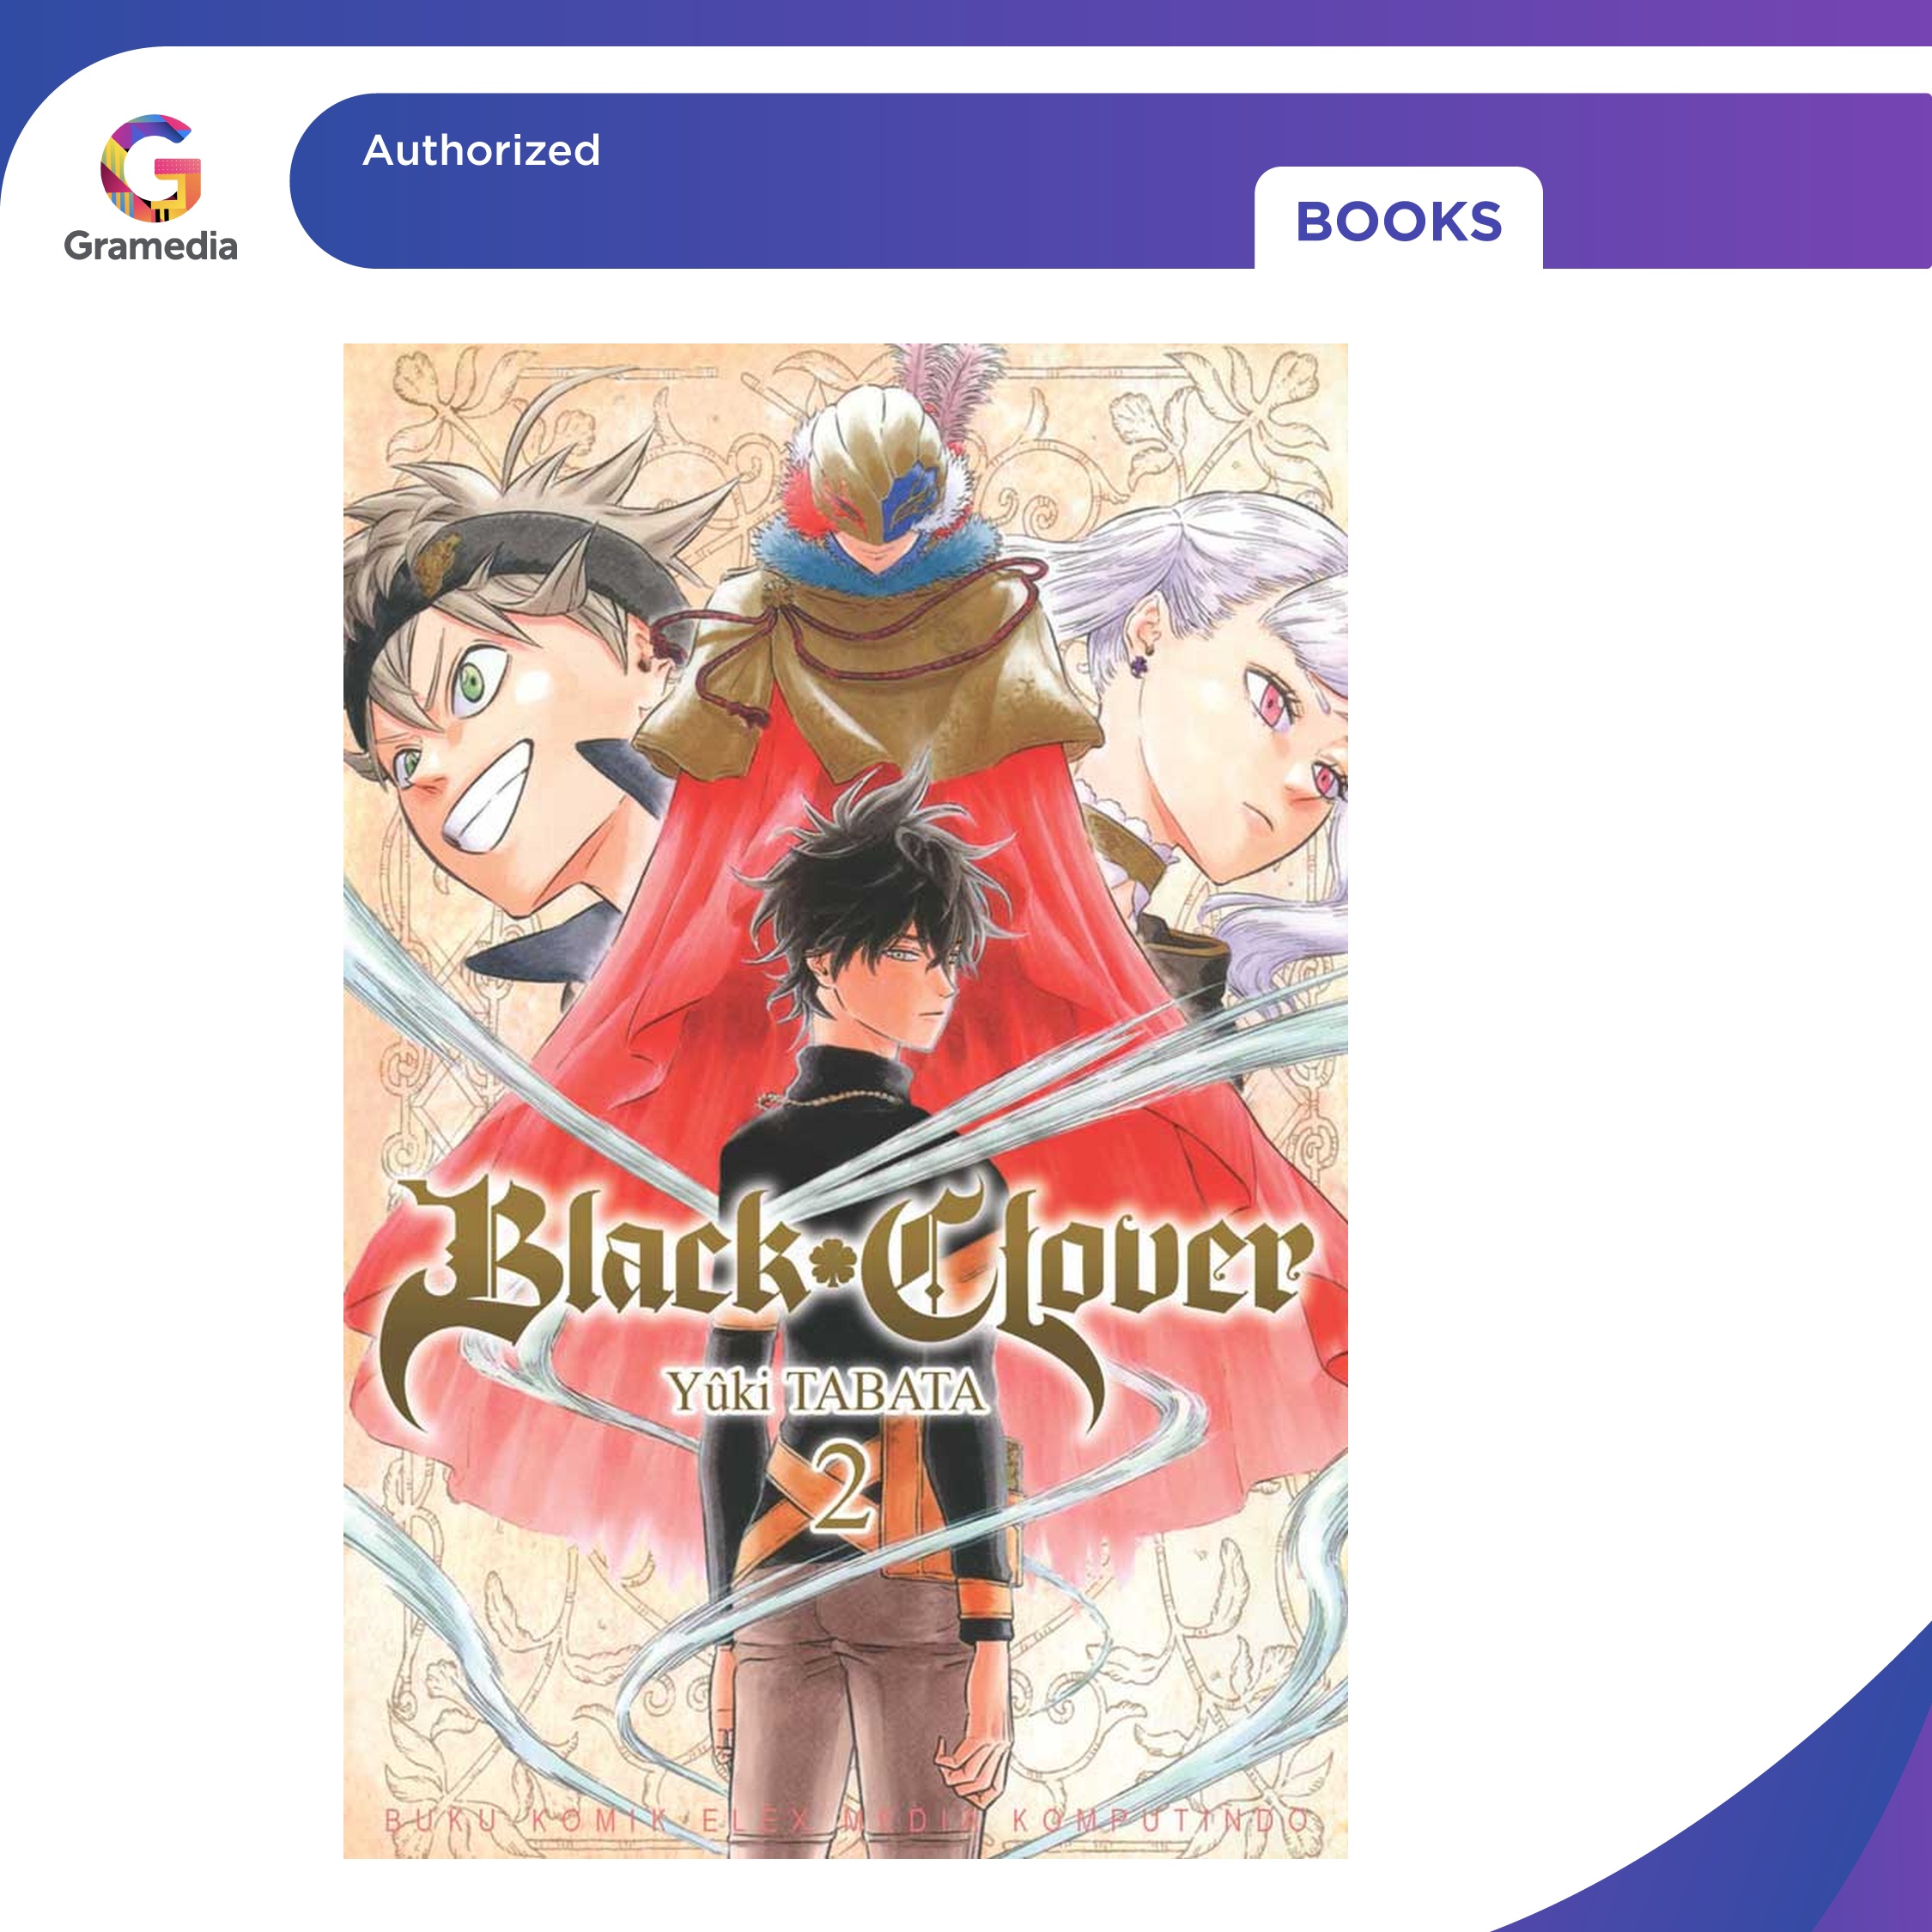 Authorized
BOOKS
Gramedia
Black Clover
Yûki TABATA
2
BUKU KOMIK ELEX MEDIA KOMPUTINDO